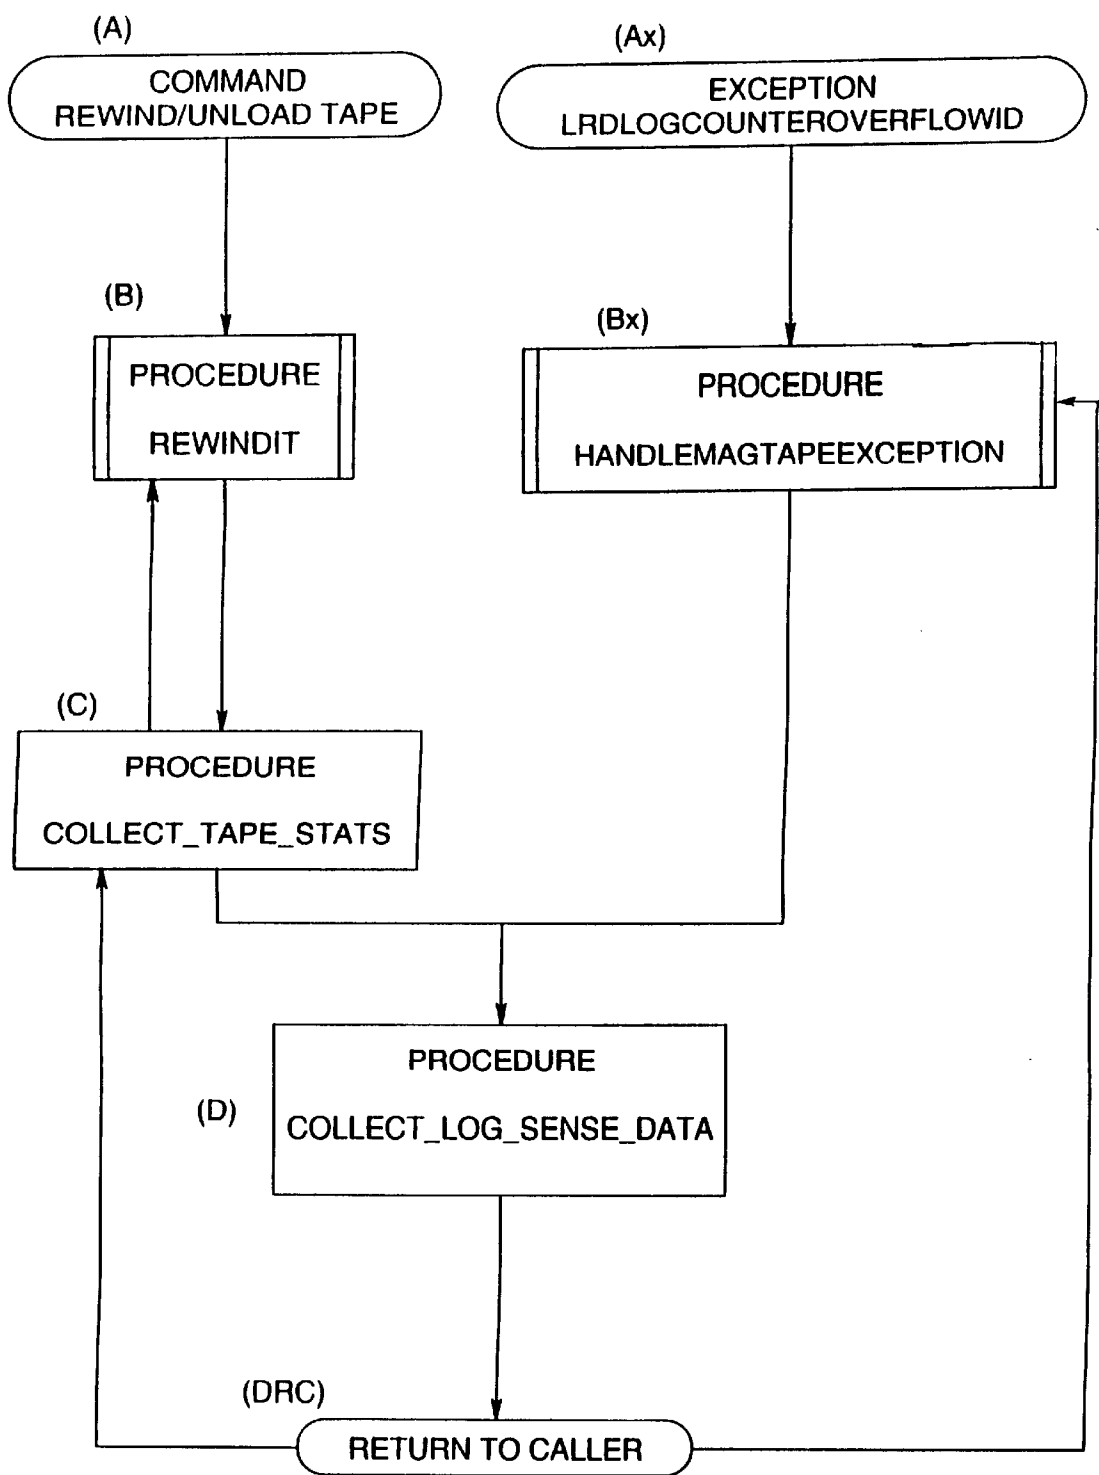 (A)
COMMAND
REWIND/UNLOAD TAPE
(Ax)
EXCEPTION
LRDLOGCOUNTEROVERFLOWID
(B)
PROCEDURE
REWINDIT
(Bx)
PROCEDURE
HANDLEMAGTAPEEXCEPTION
(C)
PROCEDURE
COLLECT_TAPE_STATS
PROCEDURE
(D)
COLLECT_LOG_SENSE_DATA
(DRC)
RETURN TO CALLER